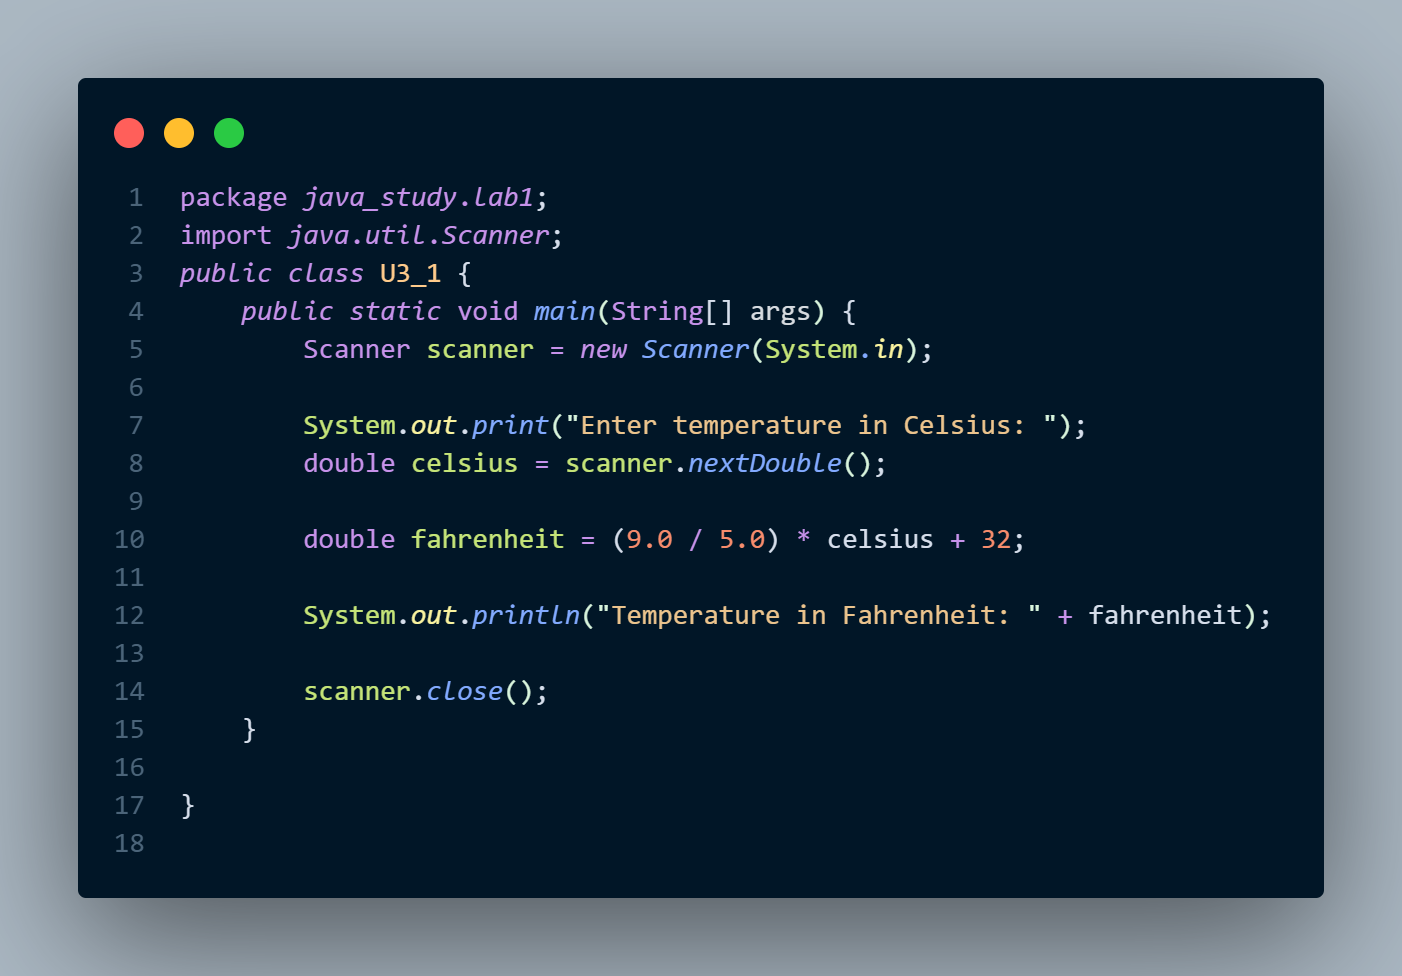 1 package java_study.lab1;
2 import java.util.Scanner;
3 public class U3_1 {
4     public static void main(String[] args) {
5         Scanner scanner = new Scanner(System.in);
6
7         System.out.print("Enter temperature in Celsius: ");
8         double celsius = scanner.nextDouble();
9
10         double fahrenheit = (9.0 / 5.0) * celsius + 32;
11
12         System.out.println("Temperature in Fahrenheit: " + fahrenheit);
13
14         scanner.close();
15     }
16
17 }
18